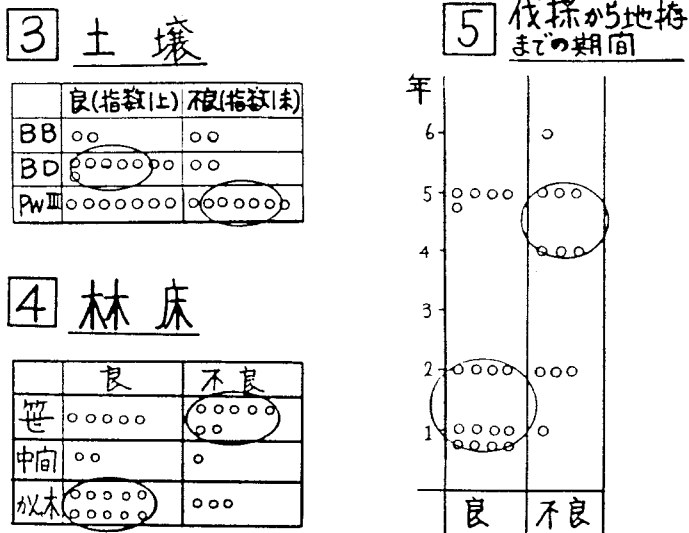 3 土壌
良(指数1上) 不良(指数1未)
BB
BD
PWIII
4 林床
良 不良
笹
中間
かん木
5 伐採から地拵
までの期間
年
6
5
4
3
2
1
良 不良